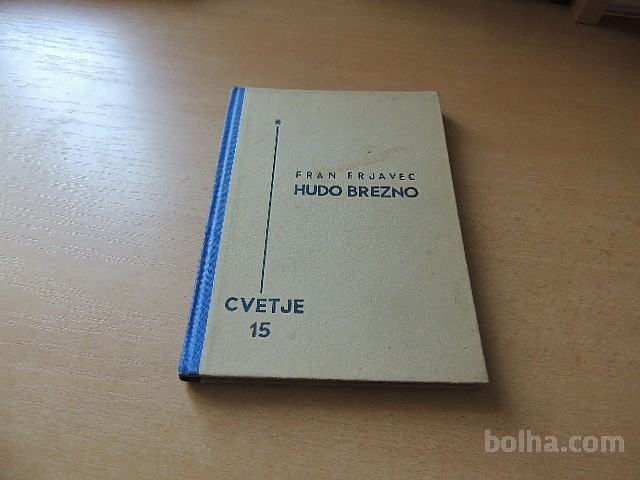 *
FRAN ERJAVEC
HUDO BREZNO
CVETJE
15
bolha.com